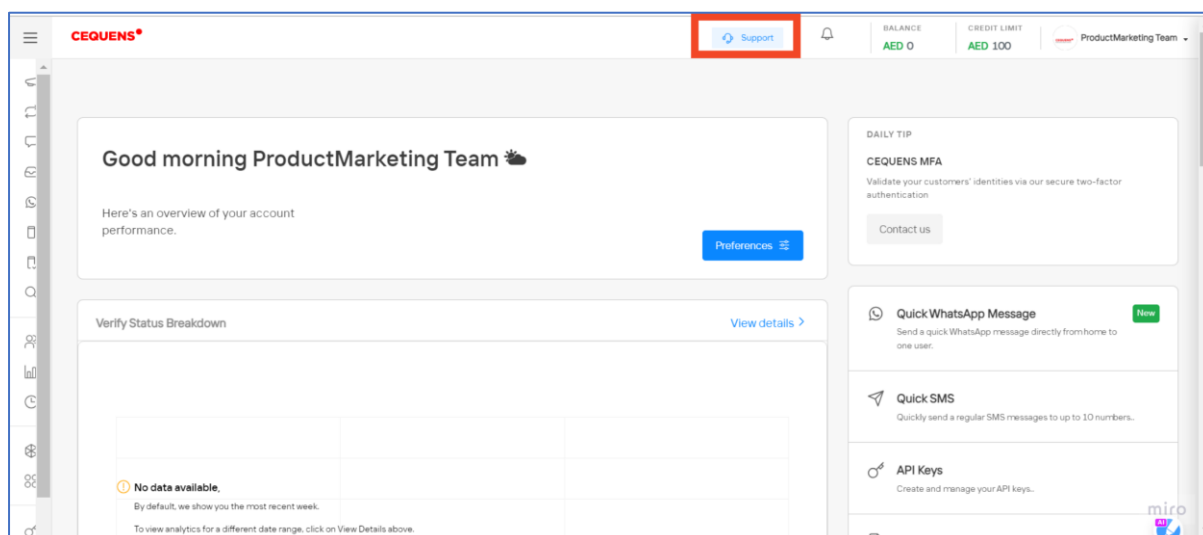 CEQUENS
Support
BALANCE
AED 0
CREDIT LIMIT
AED 100
ProductMarketing Team
Good morning ProductMarketing Team
Here's an overview of your account
performance.
Preferences
DAILY TIP
CEQUENS MFA
Validate your customers' identities via our secure two-factor
authentication
Contact us
Verify Status Breakdown
View details
No data available,
By default, we show you the most recent week.
To view analytics for a different date range, click on View Details above.
Quick WhatsApp Message
New
Send a quick WhatsApp message directly from home to
one user.
Quick SMS
Quickly send a regular SMS messages to up to 10 numbers..
API Keys
Create and manage your API keys..
miro
AI